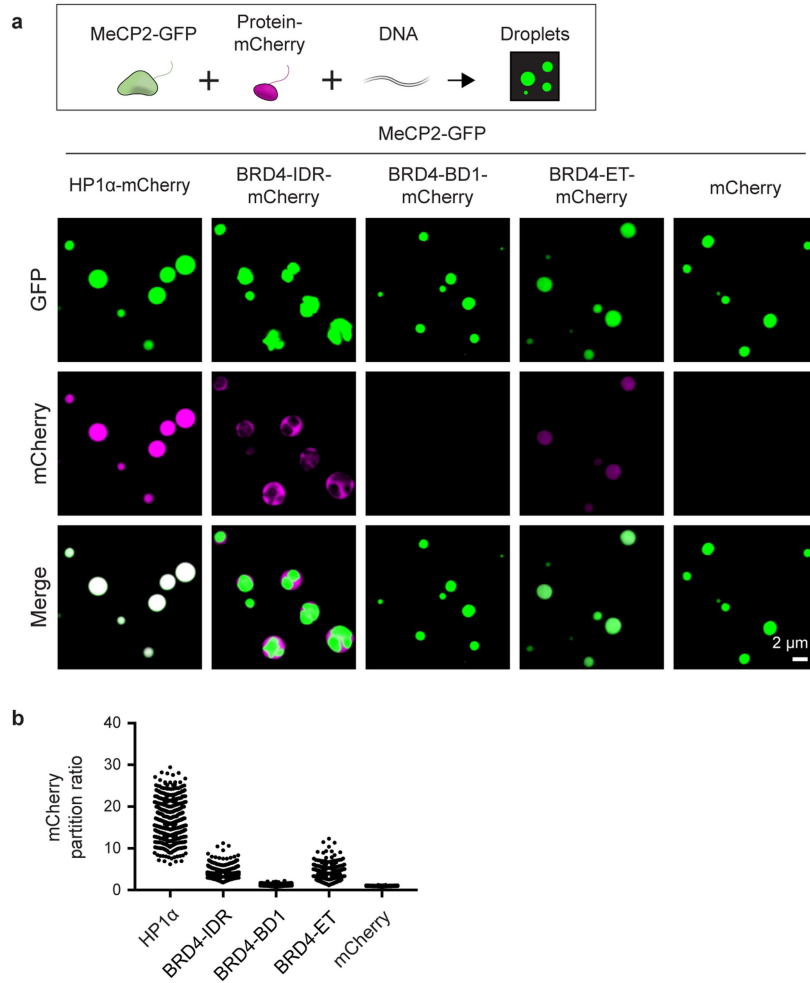 a
MeCP2-GFP
Protein-
mCherry
DNA
Droplets
MeCP2-GFP
HP1α-mCherry
BRD4-IDR-
mCherry
BRD4-BD1-
mCherry
BRD4-ET-
mCherry
mCherry
GFP
mCherry
Merge
2 µm
b
mCherry
partition ratio
40
30
20
10
0
HP1α
BRD4-IDR
BRD4-BD1
BRD4-ET
mCherry